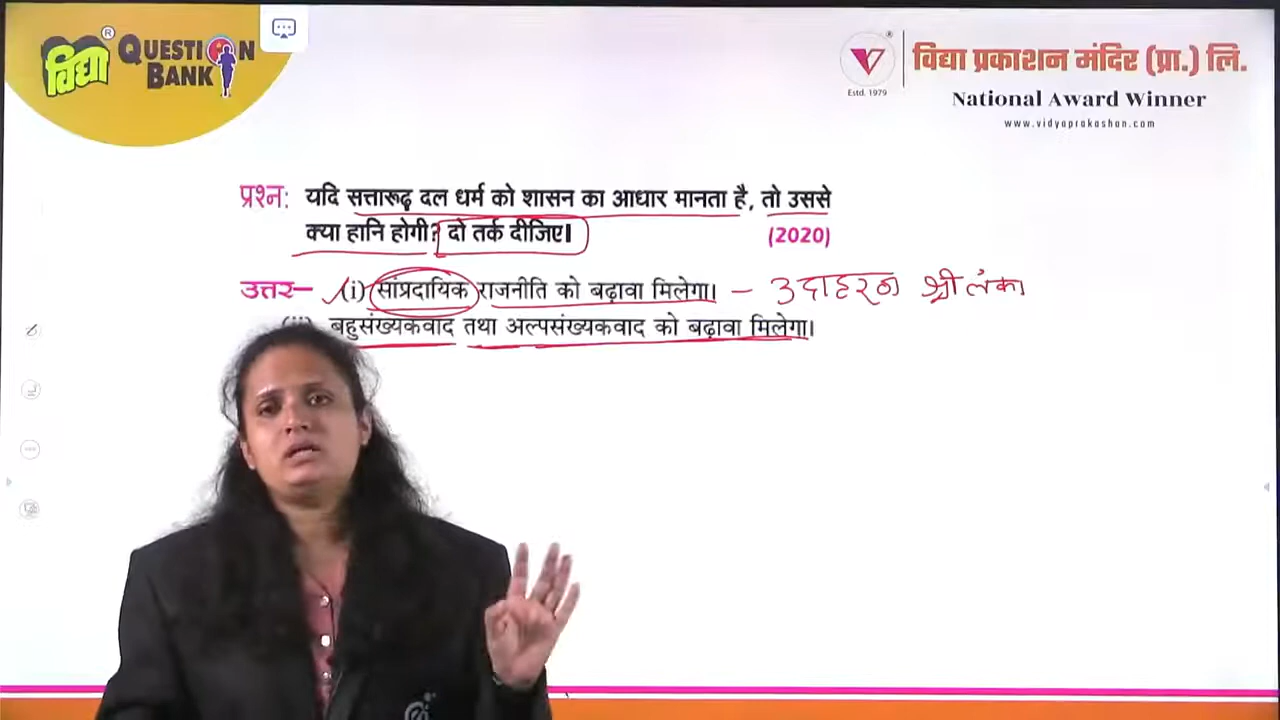 विद्या
®
QUESTION
BANK
Estd. 1979
®
विद्या प्रकाशन मंदिर (प्रा.) लि.
National Award Winner
www.vidyaprakashan.com
प्रश्न: यदि सत्तारूढ़ दल धर्म को शासन का आधार मानता है, तो उससे
क्या हानि होगी? दो तर्क दीजिए। (2020)
उत्तर– (i) सांप्रदायिक राजनीति को बढ़ावा मिलेगा। – उदाहरन श्रीलंका
बहुसंख्यकवाद तथा अल्पसंख्यकवाद को बढ़ावा मिलेगा।